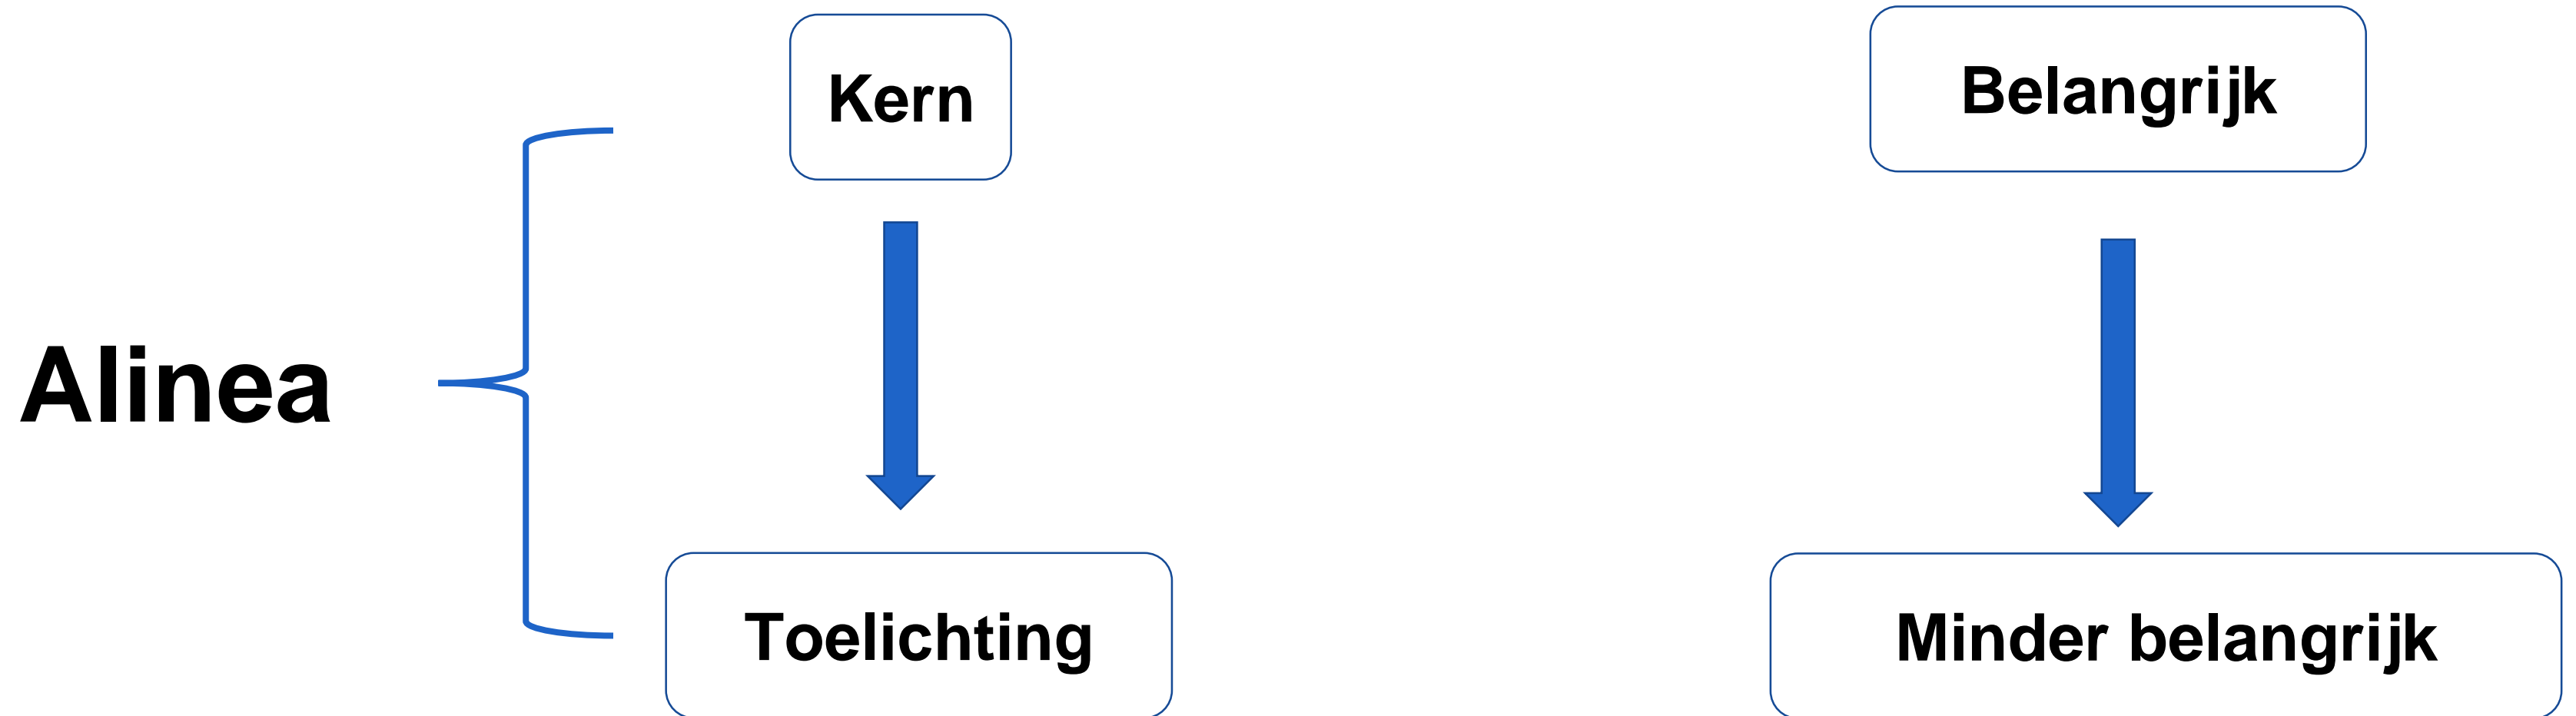 Kern
Belangrijk
Alinea
Toelichting
Minder belangrijk